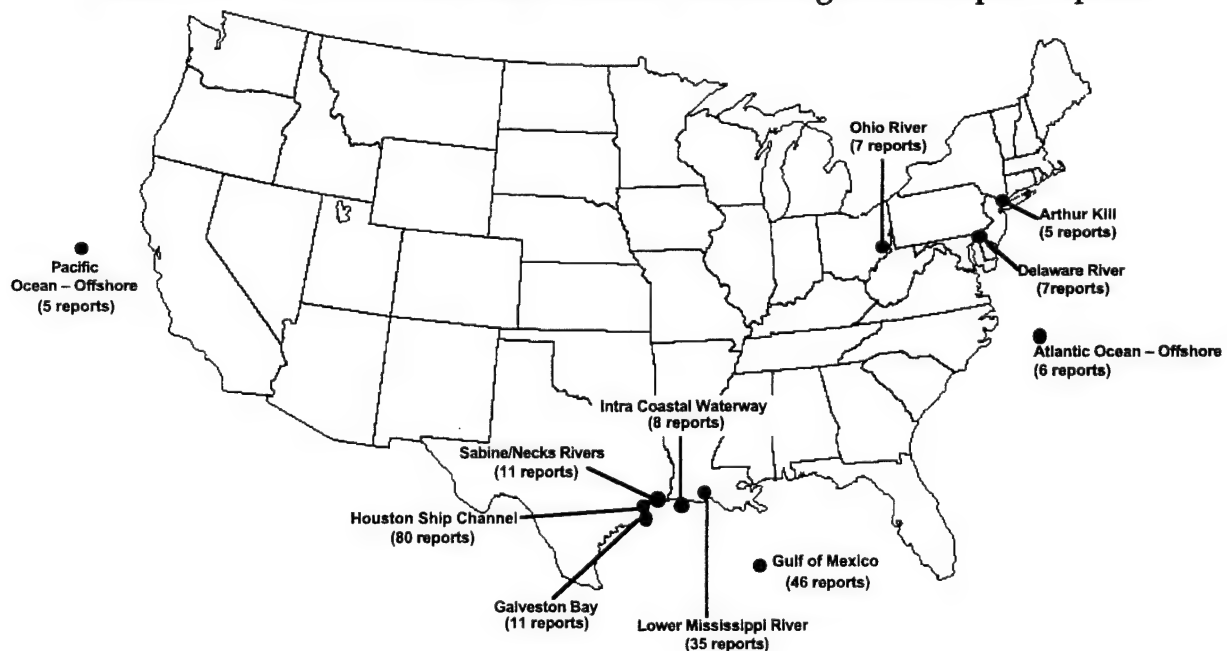 Ohio River
(7 reports)
Arthur Kill
(5 reports)
Delaware River
(7reports)
Pacific
Ocean – Offshore
(5 reports)
Atlantic Ocean – Offshore
(6 reports)
Intra Coastal Waterway
(8 reports)
Sabine/Necks Rivers
(11 reports)
Houston Ship Channel
(80 reports)
Gulf of Mexico
(46 reports)
Galveston Bay
(11 reports)
Lower Mississippi River
(35 reports)